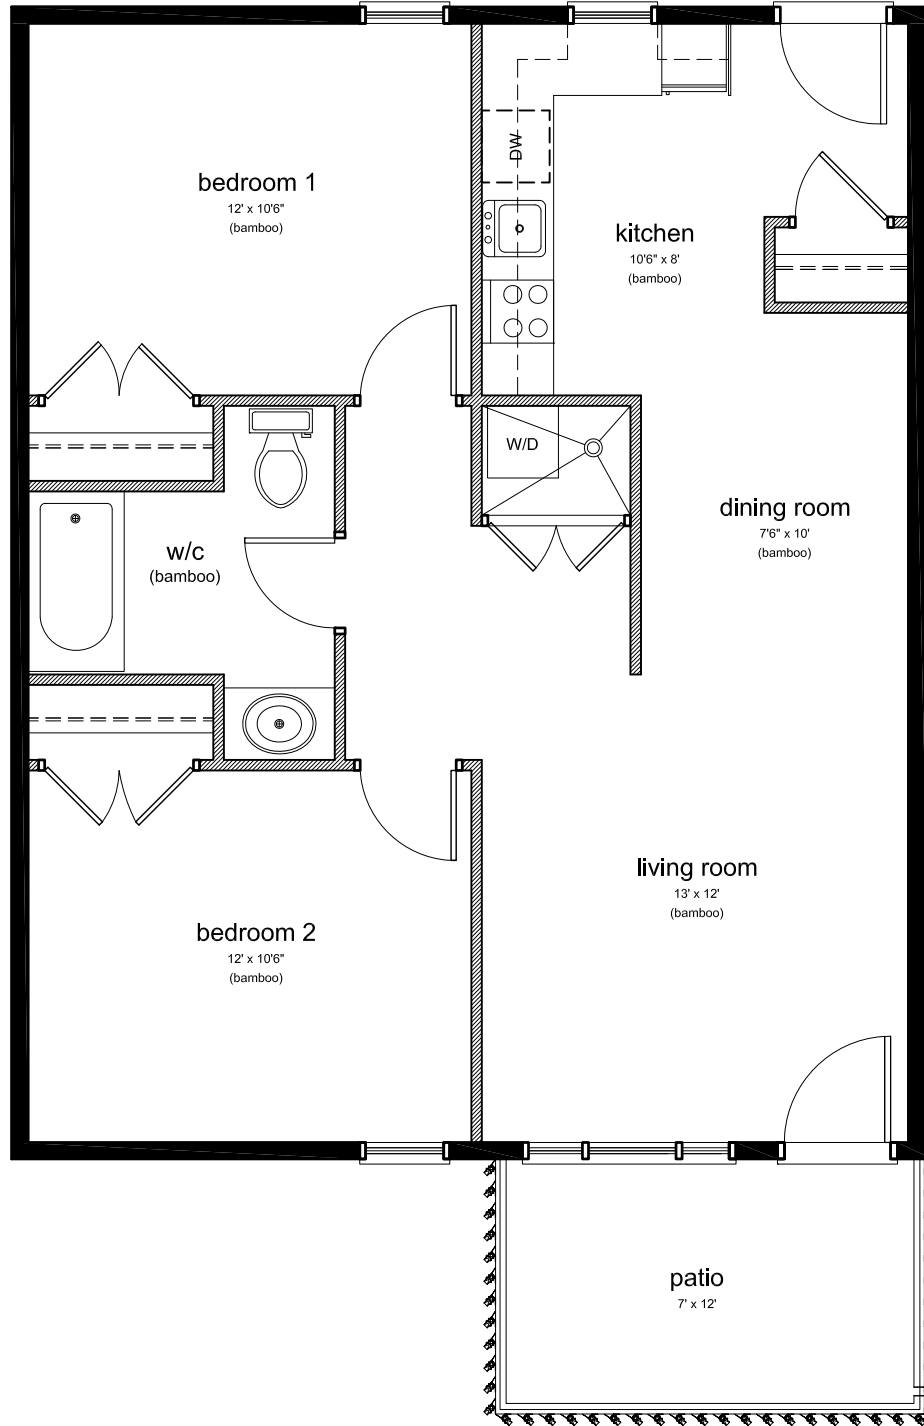 bedroom 1
12' x 10'6"
(bamboo)
DW
kitchen
10'6" x 8'
(bamboo)
W/D
dining room
7'6" x 10'
(bamboo)
w/c
(bamboo)
living room
13' x 12'
(bamboo)
bedroom 2
12' x 10'6"
(bamboo)
patio
7' x 12'